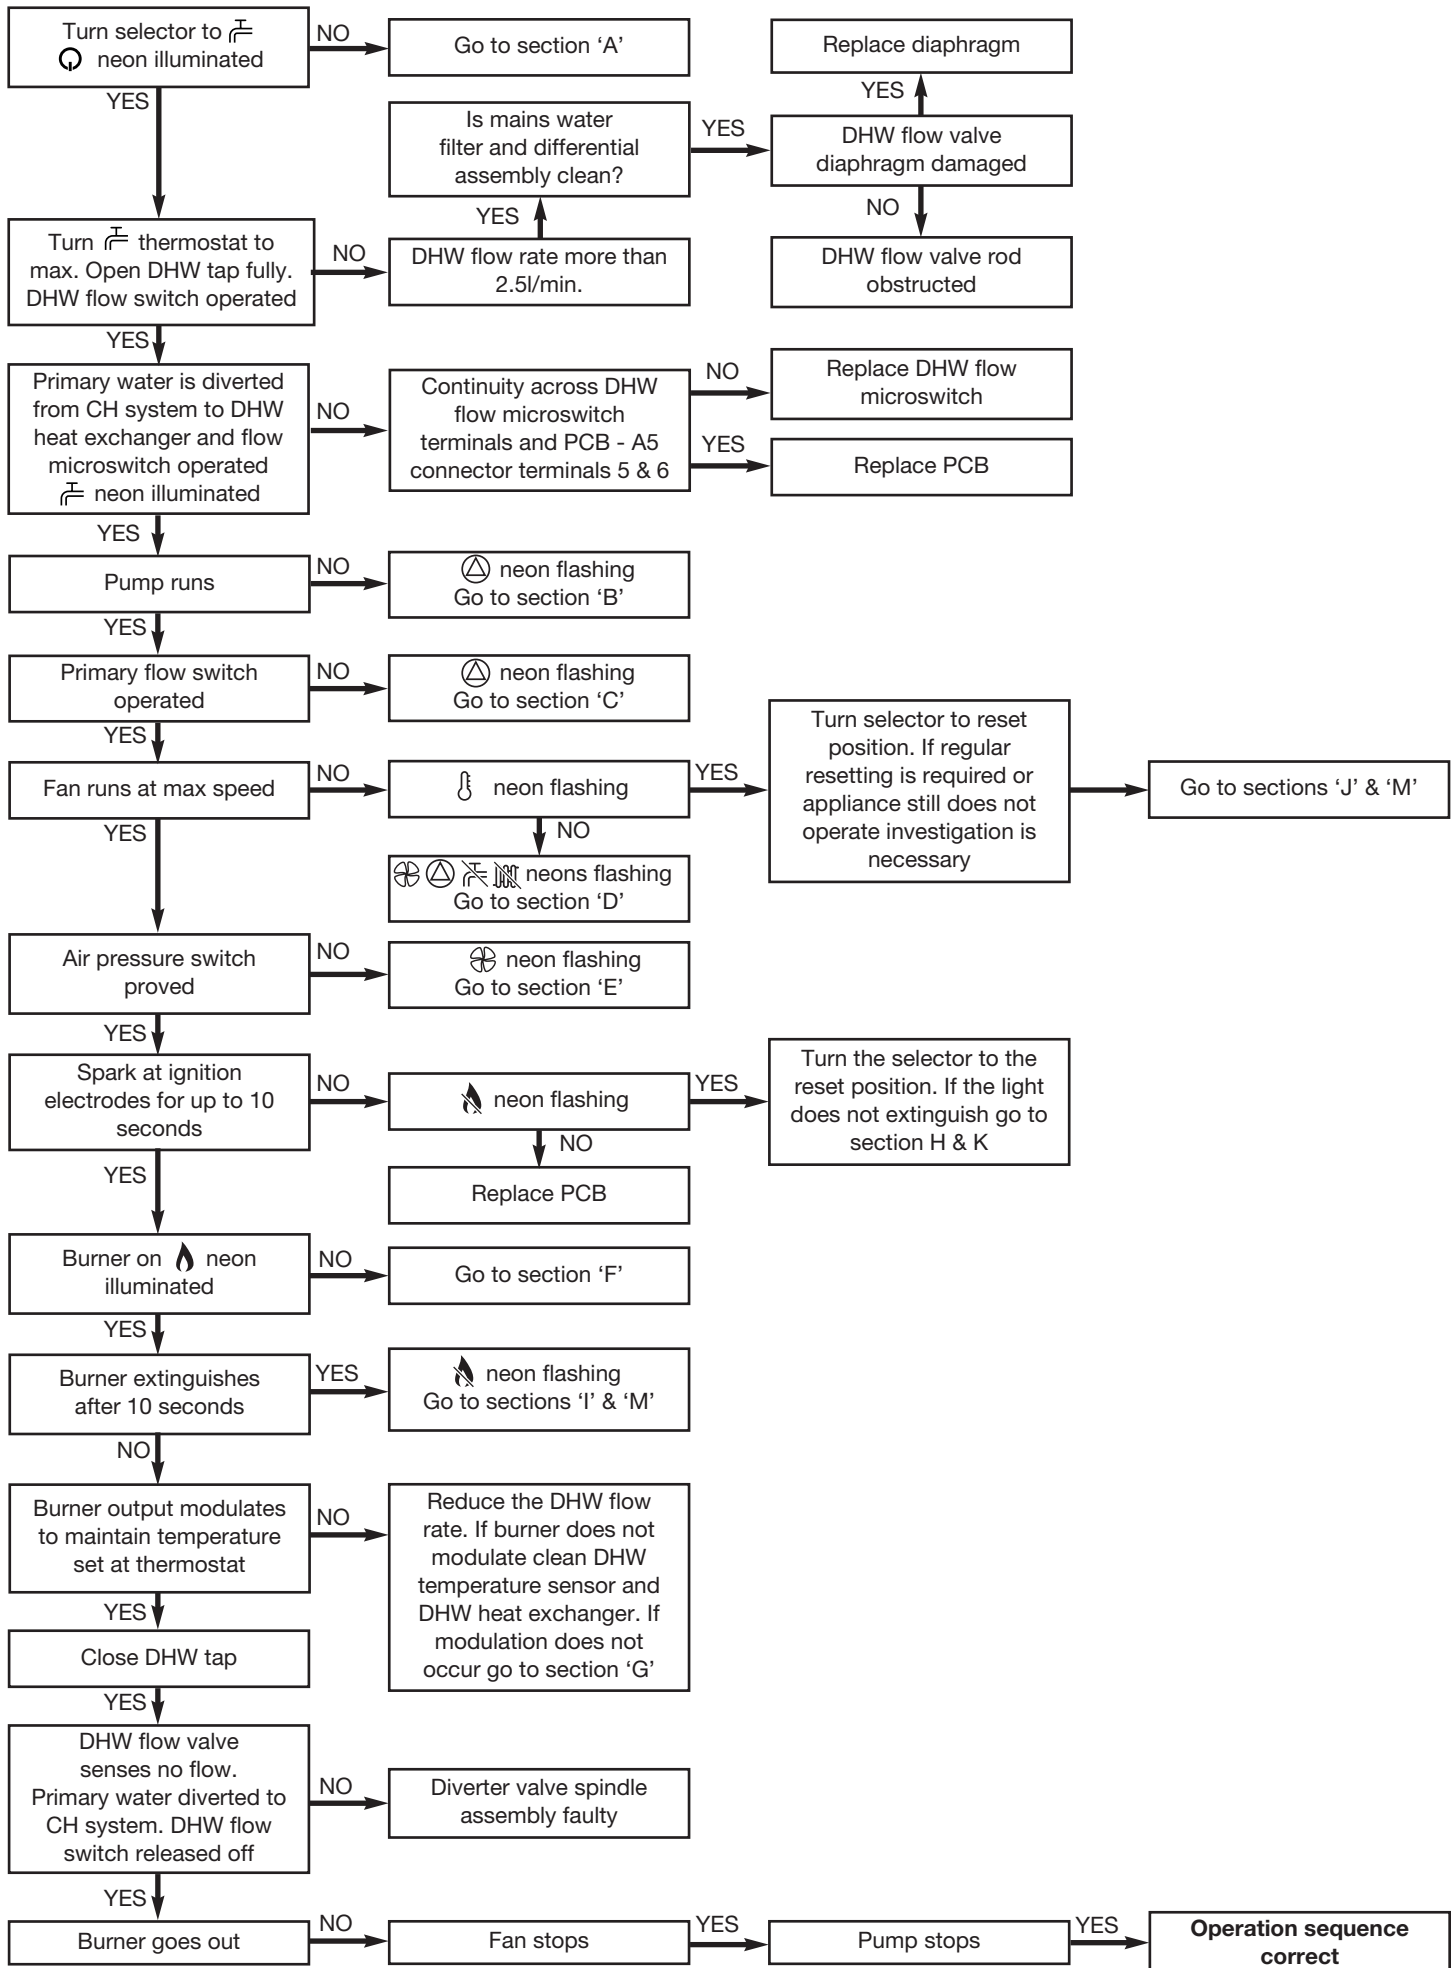 Turn selector to
neon illuminated
NO
Go to section ‘A’
Replace diaphragm
YES
YES
Is mains water
filter and differential
assembly clean?
YES
DHW flow valve
diaphragm damaged
YES
NO
Turn thermostat to
max. Open DHW tap fully.
DHW flow switch operated
NO
DHW flow rate more than
2.5l/min.
DHW flow valve rod
obstructed
YES
Primary water is diverted
from CH system to DHW
heat exchanger and flow
microswitch operated
neon illuminated
NO
Continuity across DHW
flow microswitch
terminals and PCB - A5
connector terminals 5 & 6
NO
Replace DHW flow
microswitch
YES
Replace PCB
YES
Pump runs
NO
neon flashing
Go to section ‘B’
YES
Primary flow switch
operated
NO
neon flashing
Go to section ‘C’
YES
Fan runs at max speed
NO
neon flashing
YES
Turn selector to reset
position. If regular
resetting is required or
appliance still does not
operate investigation is
necessary
Go to sections ‘J’ & ‘M’
YES
NO
neons flashing
Go to section ‘D’
Air pressure switch
proved
NO
neon flashing
Go to section ‘E’
YES
Spark at ignition
electrodes for up to 10
seconds
NO
neon flashing
YES
Turn the selector to the
reset position. If the light
does not extinguish go to
section H & K
NO
Replace PCB
YES
Burner on neon
illuminated
NO
Go to section ‘F’
YES
Burner extinguishes
after 10 seconds
YES
neon flashing
Go to sections ‘I’ & ‘M’
NO
Burner output modulates
to maintain temperature
set at thermostat
NO
Reduce the DHW flow
rate. If burner does not
modulate clean DHW
temperature sensor and
DHW heat exchanger. If
modulation does not
occur go to section ‘G’
YES
Close DHW tap
YES
DHW flow valve
senses no flow.
Primary water diverted to
CH system. DHW flow
switch released off
NO
Diverter valve spindle
assembly faulty
YES
Burner goes out
NO
Fan stops
YES
Pump stops
YES
Operation sequence
correct